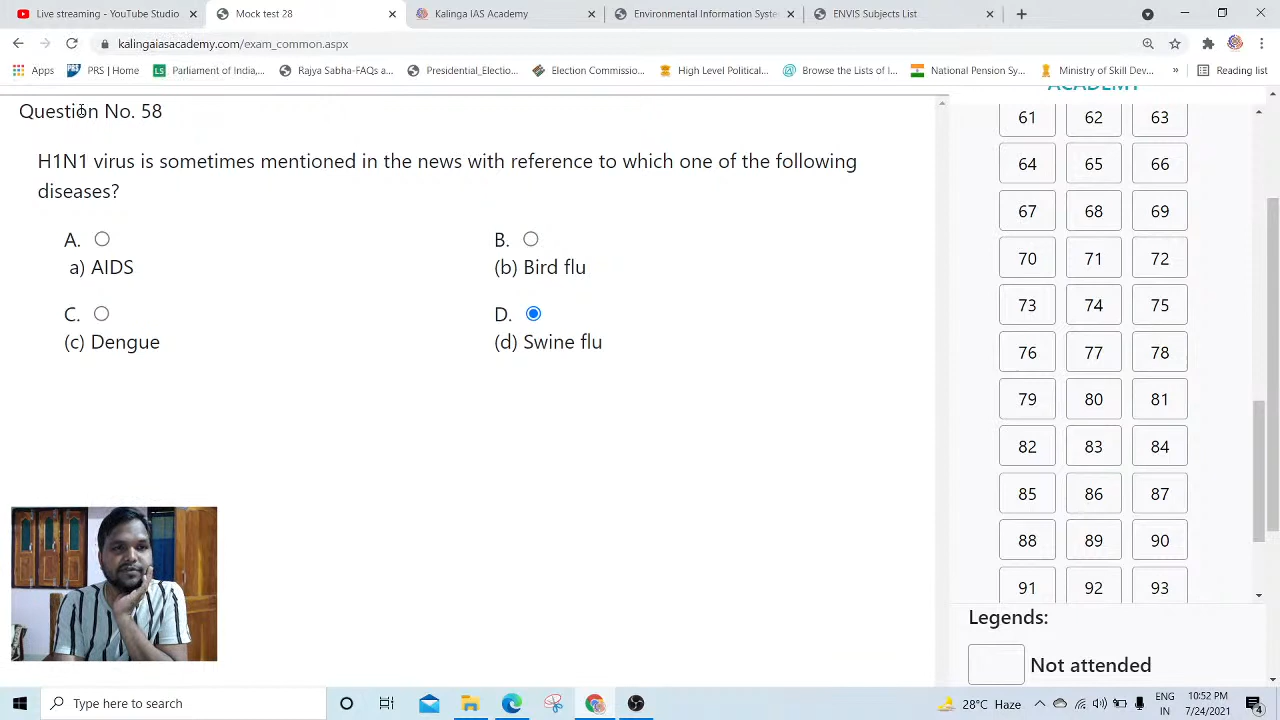 Live streaming - YouTube Studio
Mock test 28
Kalinga IAS Academy
Environmental Information Syste
ENVIS Subjects List
kalingaiasacademy.com/exam_common.aspx
Apps
PRS | Home
Parliament of India,...
Rajya Sabha-FAQs a...
Presidential_Electio...
Election Commissio...
High Level Political...
Browse the Lists of I...
National Pension Sy...
Ministry of Skill Dev...
»
Reading list
ACADEMY
Question No. 58
H1N1 virus is sometimes mentioned in the news with reference to which one of the following
diseases?
A.
a) AIDS
B.
(b) Bird flu
C.
(c) Dengue
D.
(d) Swine flu
61 62 63
64 65 66
67 68 69
70 71 72
73 74 75
76 77 78
79 80 81
82 83 84
85 86 87
88 89 90
91 92 93
Legends:
Not attended
Type here to search
28°C Haze
ENG
IN
10:52 PM
7/24/2021
4